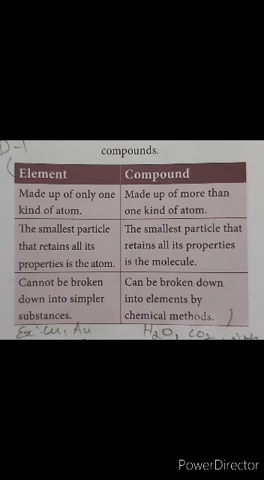 D-1
compounds.
Element Compound
Made up of only one Made up of more than
kind of atom. one kind of atom.
The smallest particle The smallest particle that
that retains all its retains all its properties
properties is the atom. is the molecule.
Cannot be broken Can be broken down
down into simpler into elements by
substances. chemical methods.
Ex: Cu, Au H2O, CO2
PowerDirector